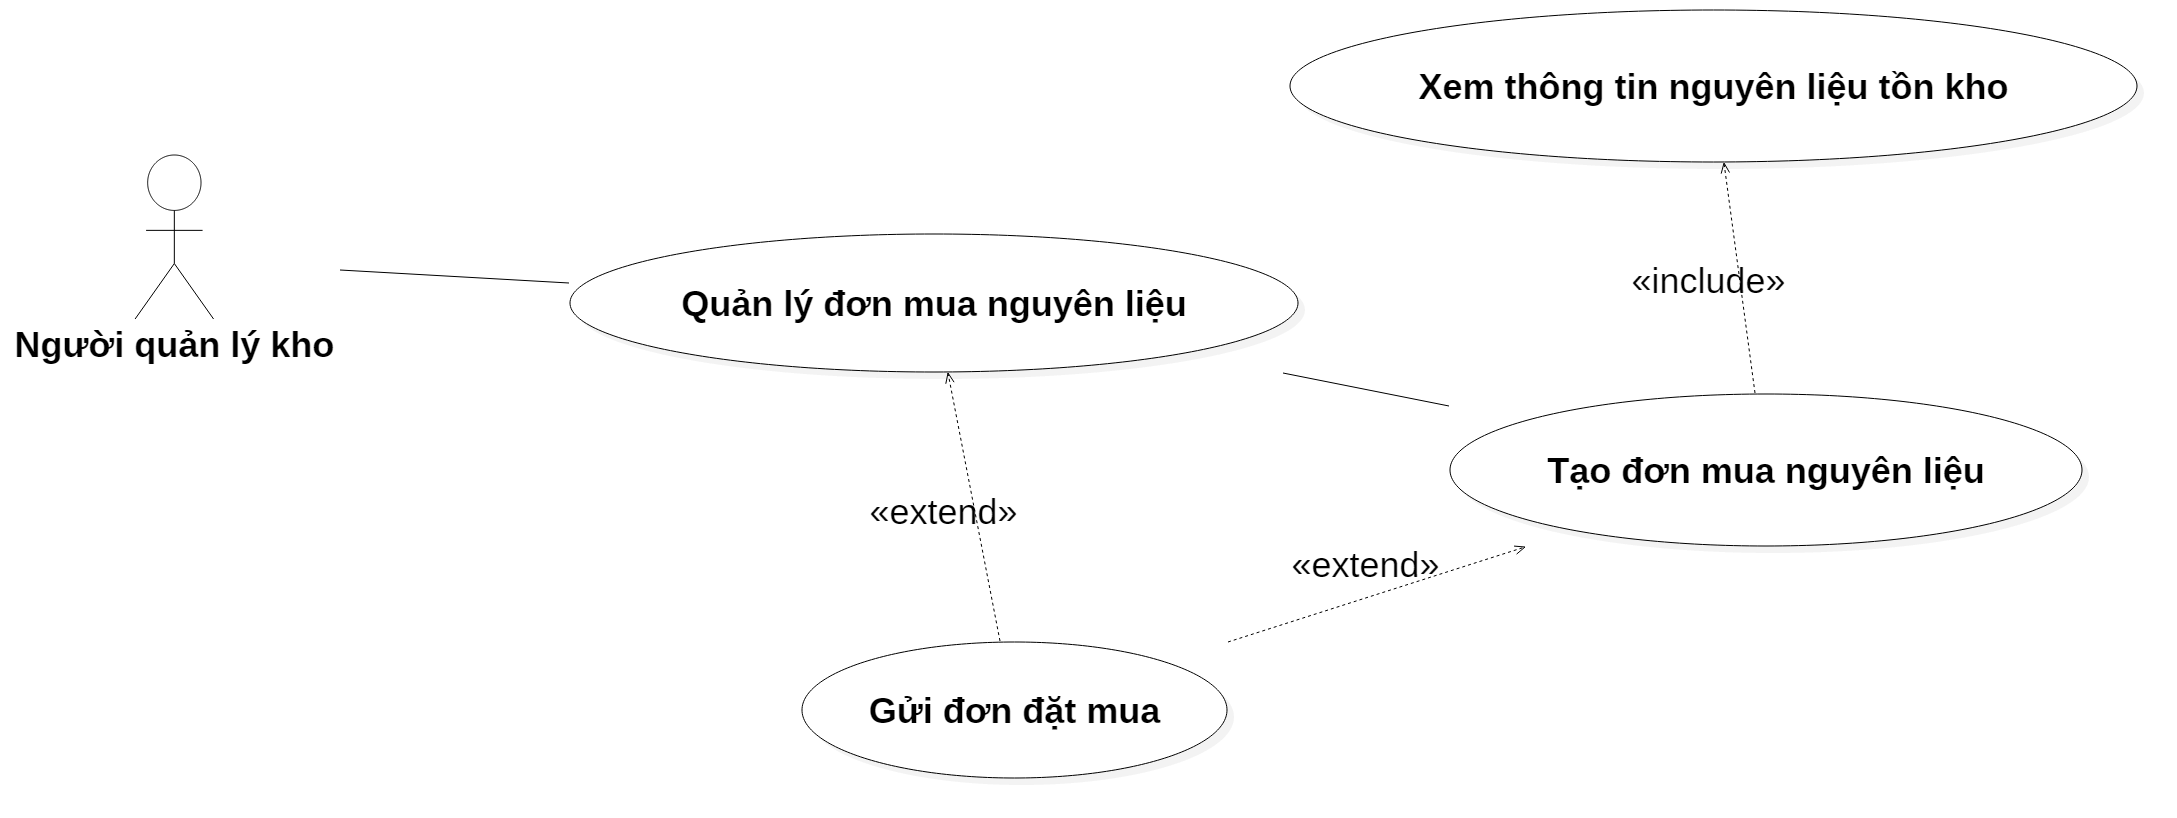 Xem thông tin nguyên liệu tồn kho
Người quản lý kho
Quản lý đơn mua nguyên liệu
«include»
Tạo đơn mua nguyên liệu
«extend»
«extend»
Gửi đơn đặt mua